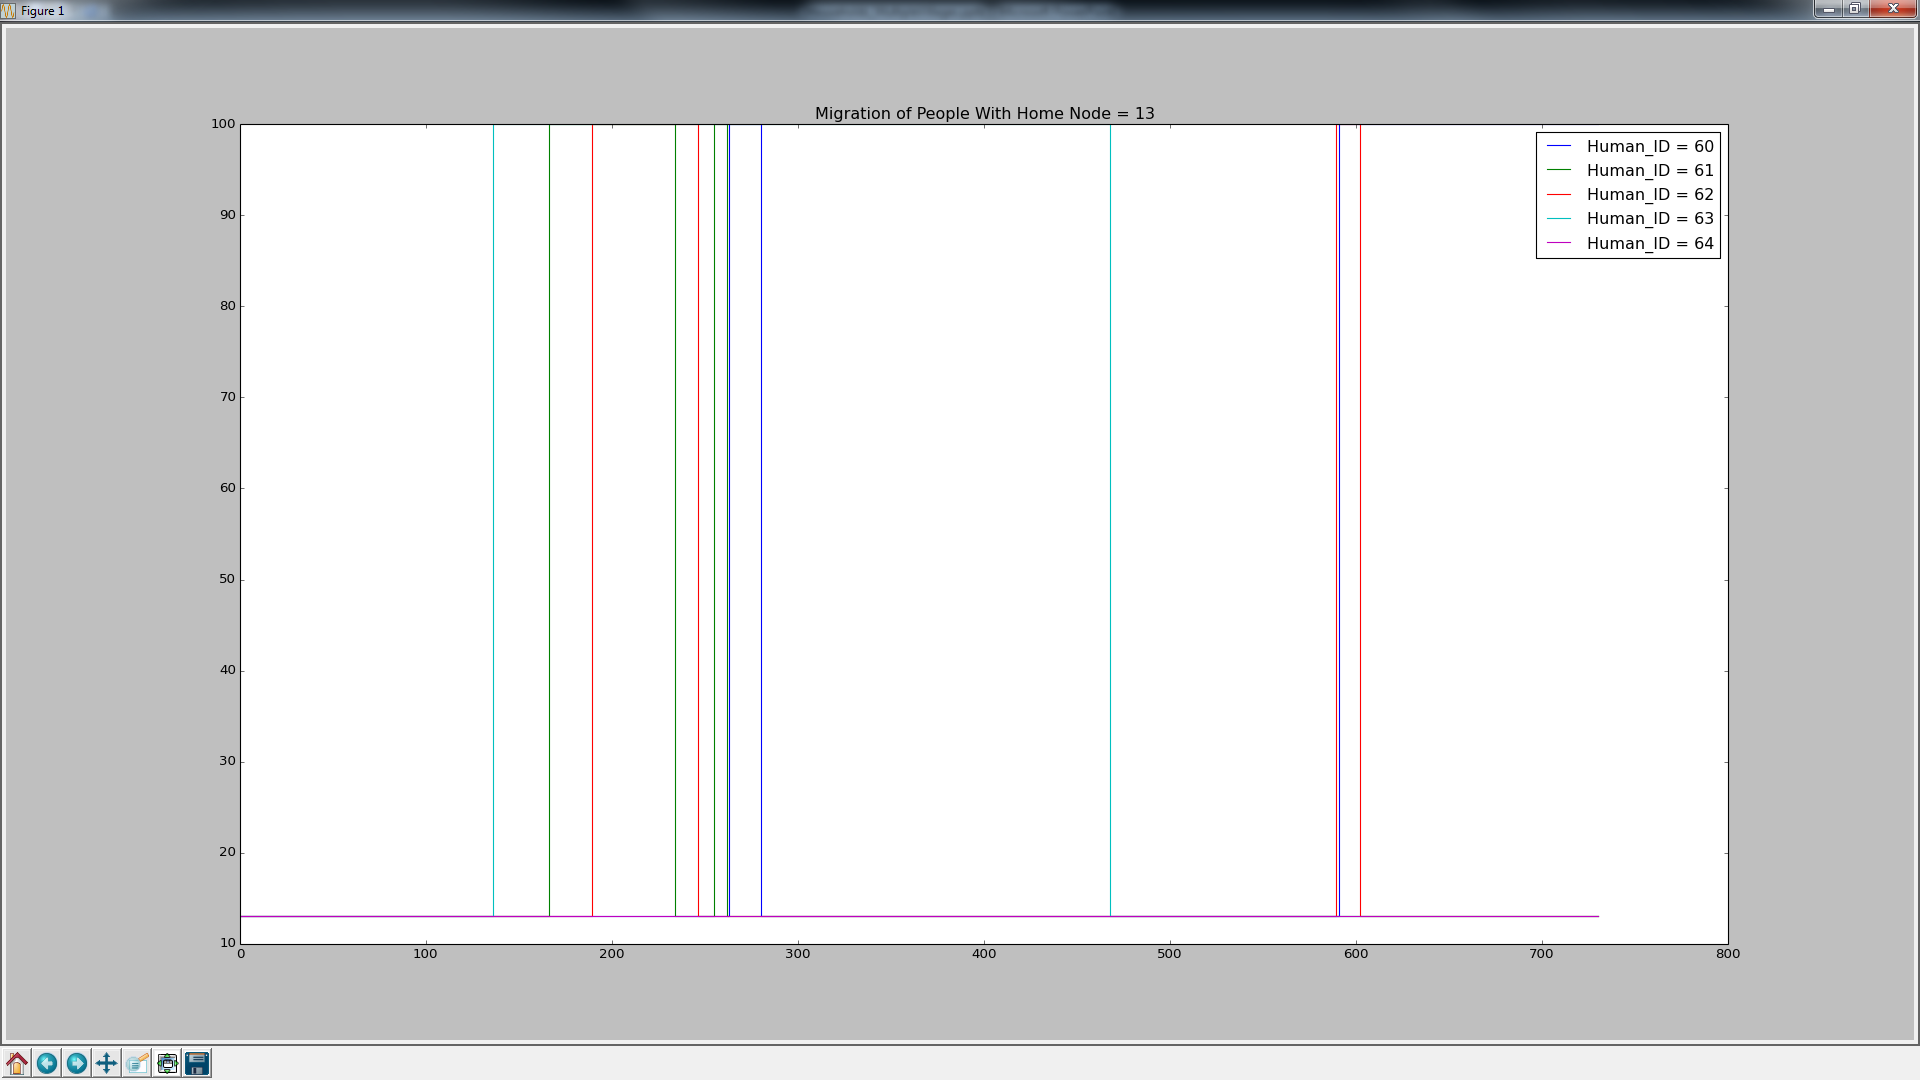 Figure 1
Migration of People With Home Node = 13
100
90
80
70
60
50
40
30
20
10
0 100 200 300 400 500 600 700 800
Human_ID = 60
Human_ID = 61
Human_ID = 62
Human_ID = 63
Human_ID = 64